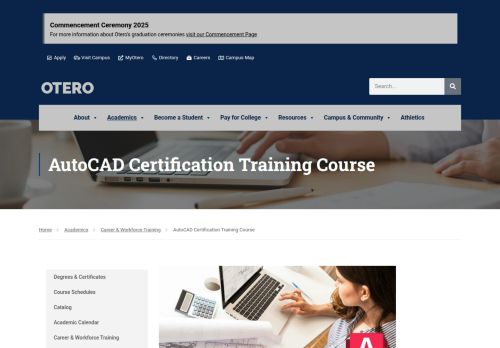 Commencement Ceremony 2025
For more information about Otero's graduation ceremonies visit our Commencement Page
Apply Visit Campus MyOtero Directory Careers Campus Map
OTERO
Search...
About Academics Become a Student Pay for College Resources Campus & Community Athletics
AutoCAD Certification Training Course
Home Academics Career & Workforce Training AutoCAD Certification Training Course
Degrees & Certificates
Course Schedules
Catalog
Academic Calendar
Career & Workforce Training
A